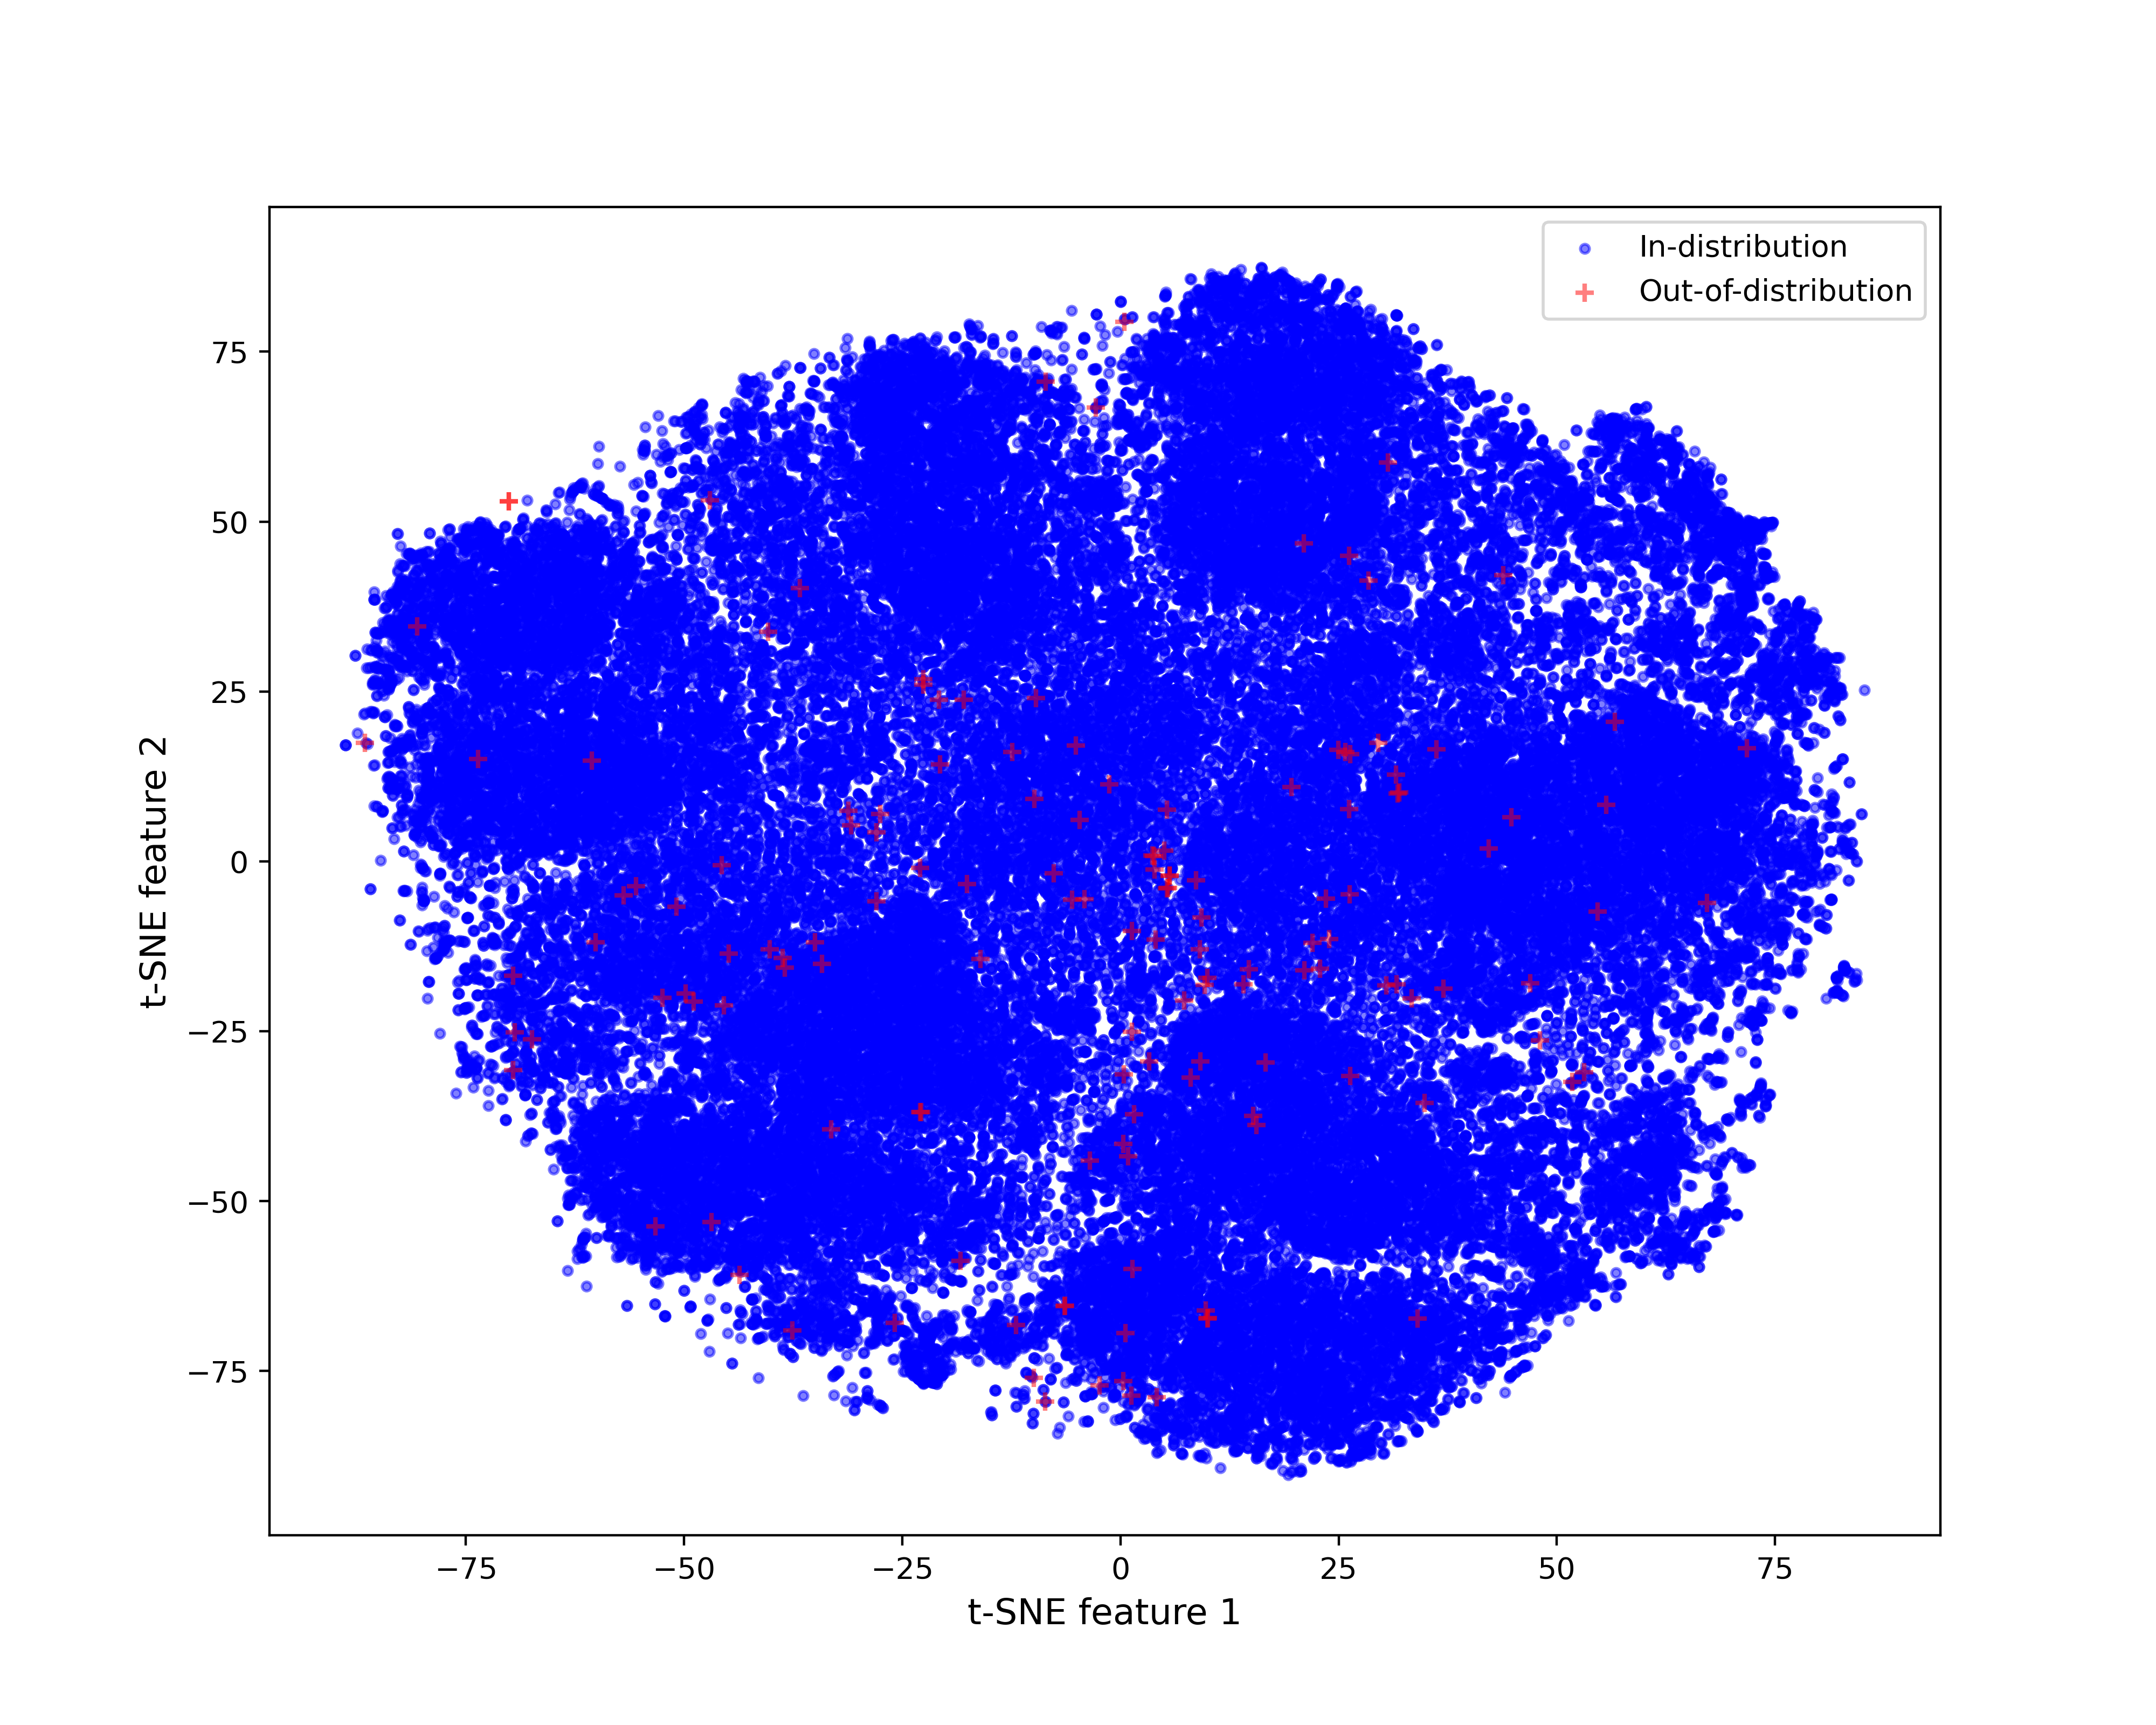 In-distribution
Out-of-distribution
75
50
25
0
−25
−50
−75
t-SNE feature 2
−75 −50 −25 0 25 50 75
t-SNE feature 1